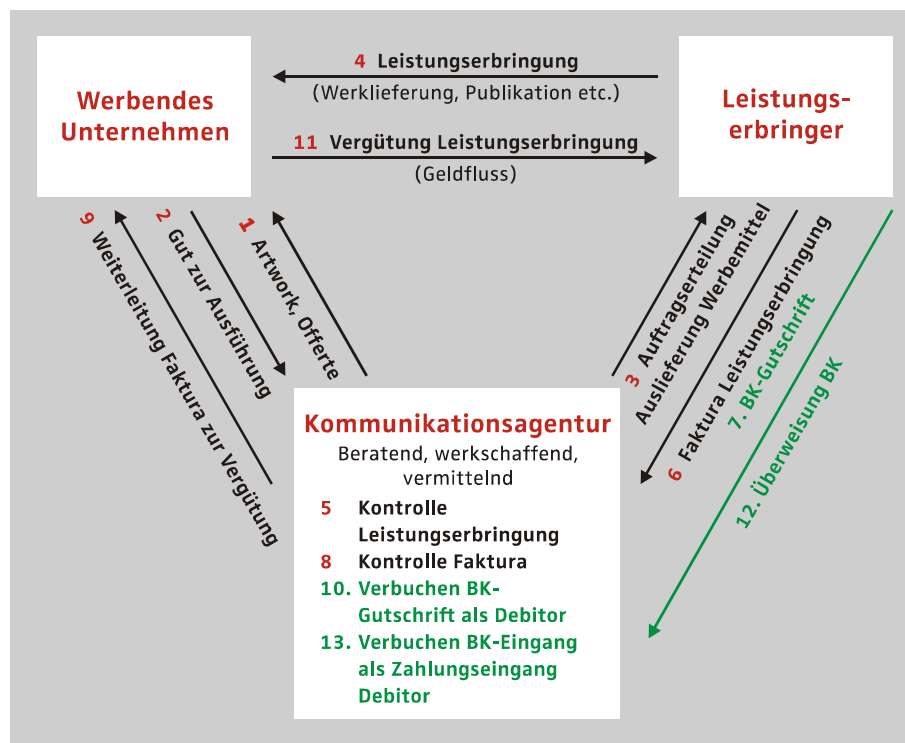 Werbendes
Unternehmen
4 Leistungserbringung
(Werklieferung, Publikation etc.)
11 Vergütung Leistungserbringung
(Geldfluss)
Leistungs-
erbringer
9 Weiterleitung Faktura zur Vergütung
2 Gut zur Ausführung
1 Artwork, Offerte
3 Auftragserteilung
Auslieferung Werbemittel
6 Faktura Leistungserbringung
7. BK-Gutschrift
12. Überweisung BK
Kommunikationsagentur
Beratend, werkschaffend,
vermittelnd
5 Kontrolle
Leistungserbringung
8 Kontrolle Faktura
10. Verbuchen BK-
Gutschrift als Debitor
13. Verbuchen BK-Eingang
als Zahlungseingang
Debitor